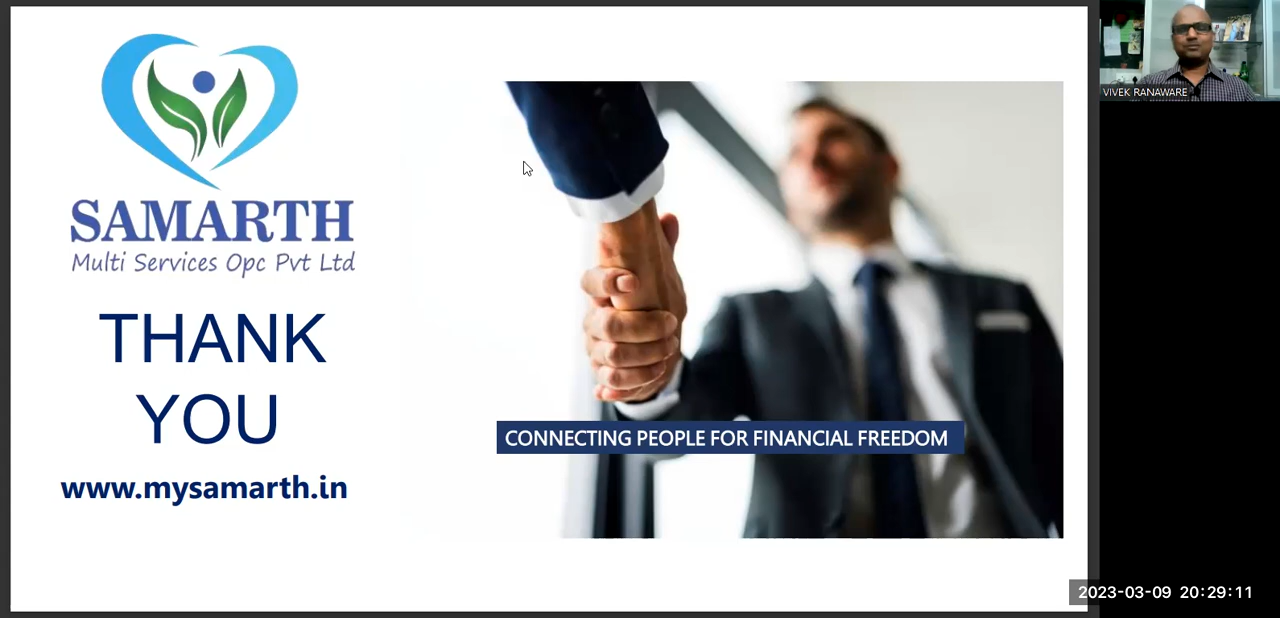 SAMARTH
Multi Services Opc Pvt Ltd
THANK
YOU
www.mysamarth.in
CONNECTING PEOPLE FOR FINANCIAL FREEDOM
VIVEK RANAWARE
2023-03-09 20:29:11